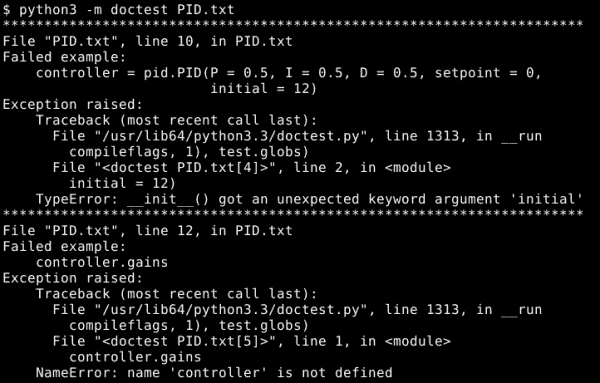 $ python3 -m doctest PID.txt
**********************************************************************
File "PID.txt", line 10, in PID.txt
Failed example:
    controller = pid.PID(P = 0.5, I = 0.5, D = 0.5, setpoint = 0,
                         initial = 12)
Exception raised:
    Traceback (most recent call last):
      File "/usr/lib64/python3.3/doctest.py", line 1313, in __run
        compileflags, 1), test.globs)
      File "<doctest PID.txt[4]>", line 2, in <module>
        initial = 12)
    TypeError: __init__() got an unexpected keyword argument 'initial'
**********************************************************************
File "PID.txt", line 12, in PID.txt
Failed example:
    controller.gains
Exception raised:
    Traceback (most recent call last):
      File "/usr/lib64/python3.3/doctest.py", line 1313, in __run
        compileflags, 1), test.globs)
      File "<doctest PID.txt[5]>", line 1, in <module>
        controller.gains
    NameError: name 'controller' is not defined